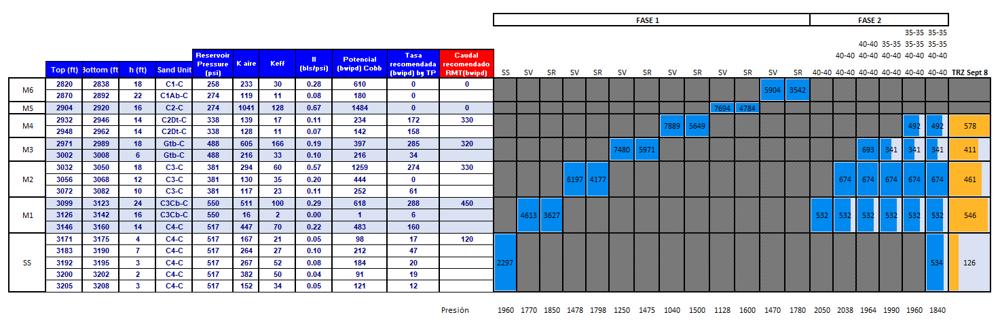 FASE 1 FASE 2
35-35 35-35
40-40 35-35 35-35 35-35
40-40 40-40 40-40 40-40 40-40
Top (ft) Bottom (ft h (ft) Sand Unit Reservoir Pressure (psi) K aire Keff II (bls/psi) Potencial (bwipd) Cobb Tasa recomendada (bwipd) by TP Caudal recomendado RMT(bwipd) SS SV SR SV SR SV SR SV SR SV SR SV SR 40-40 40-40 40-40 40-40 40-40 40-40 TRZ Sept 8
M6 2820 2838 18 C1-C 258 233 30 0.28 610 0 0 5904 3542
2870 2892 22 C1Ab-C 274 119 11 0.08 180 0
M5 2904 2920 16 C2-C 274 1041 128 0.67 1484 0 0 7694 4784
M4 2932 2946 14 C2Dt-C 338 139 17 0.11 234 172 330 7889 5649 492 492 578
2948 2962 14 C2Dt-C 338 128 11 0.07 142 158
M3 2971 2989 18 Gtb-C 488 605 166 0.19 397 285 320 7480 5971 693 341 341 341 411
3002 3008 6 Gtb-C 488 216 33 0.10 216 34
M2 3032 3050 18 C3-C 381 294 60 0.31 1259 274 330
3056 3068 12 C3-C 381 130 35 0.20 444 0 6197 4177 674 674 674 674 674 461
3072 3082 10 C3-C 381 117 23 0.15 252 61
M1 3099 3123 24 C3Cb-C 550 511 100 0.29 618 288 450
3126 3142 16 C3Cb-C 550 16 2 0.00 1 6 4613 3627 532 532 532 532 532 532 546
3146 3160 14 C4-C 517 447 70 0.22 483 160
SS 3171 3175 4 C4-C 517 167 21 0.05 98 17 120
3183 3190 7 C4-C 517 264 27 0.10 212 47
3192 3195 3 C4-C 517 267 52 0.08 184 34 2297 534 126
3200 3202 2 C4-C 517 382 50 0.04 91 19
3205 3208 3 C4-C 517 152 34 0.05 121 12
Presión 1960 1770 1850 1478 1798 1250 1475 1040 1500 1128 1600 1470 1780 2050 2038 1964 1990 1960 1840